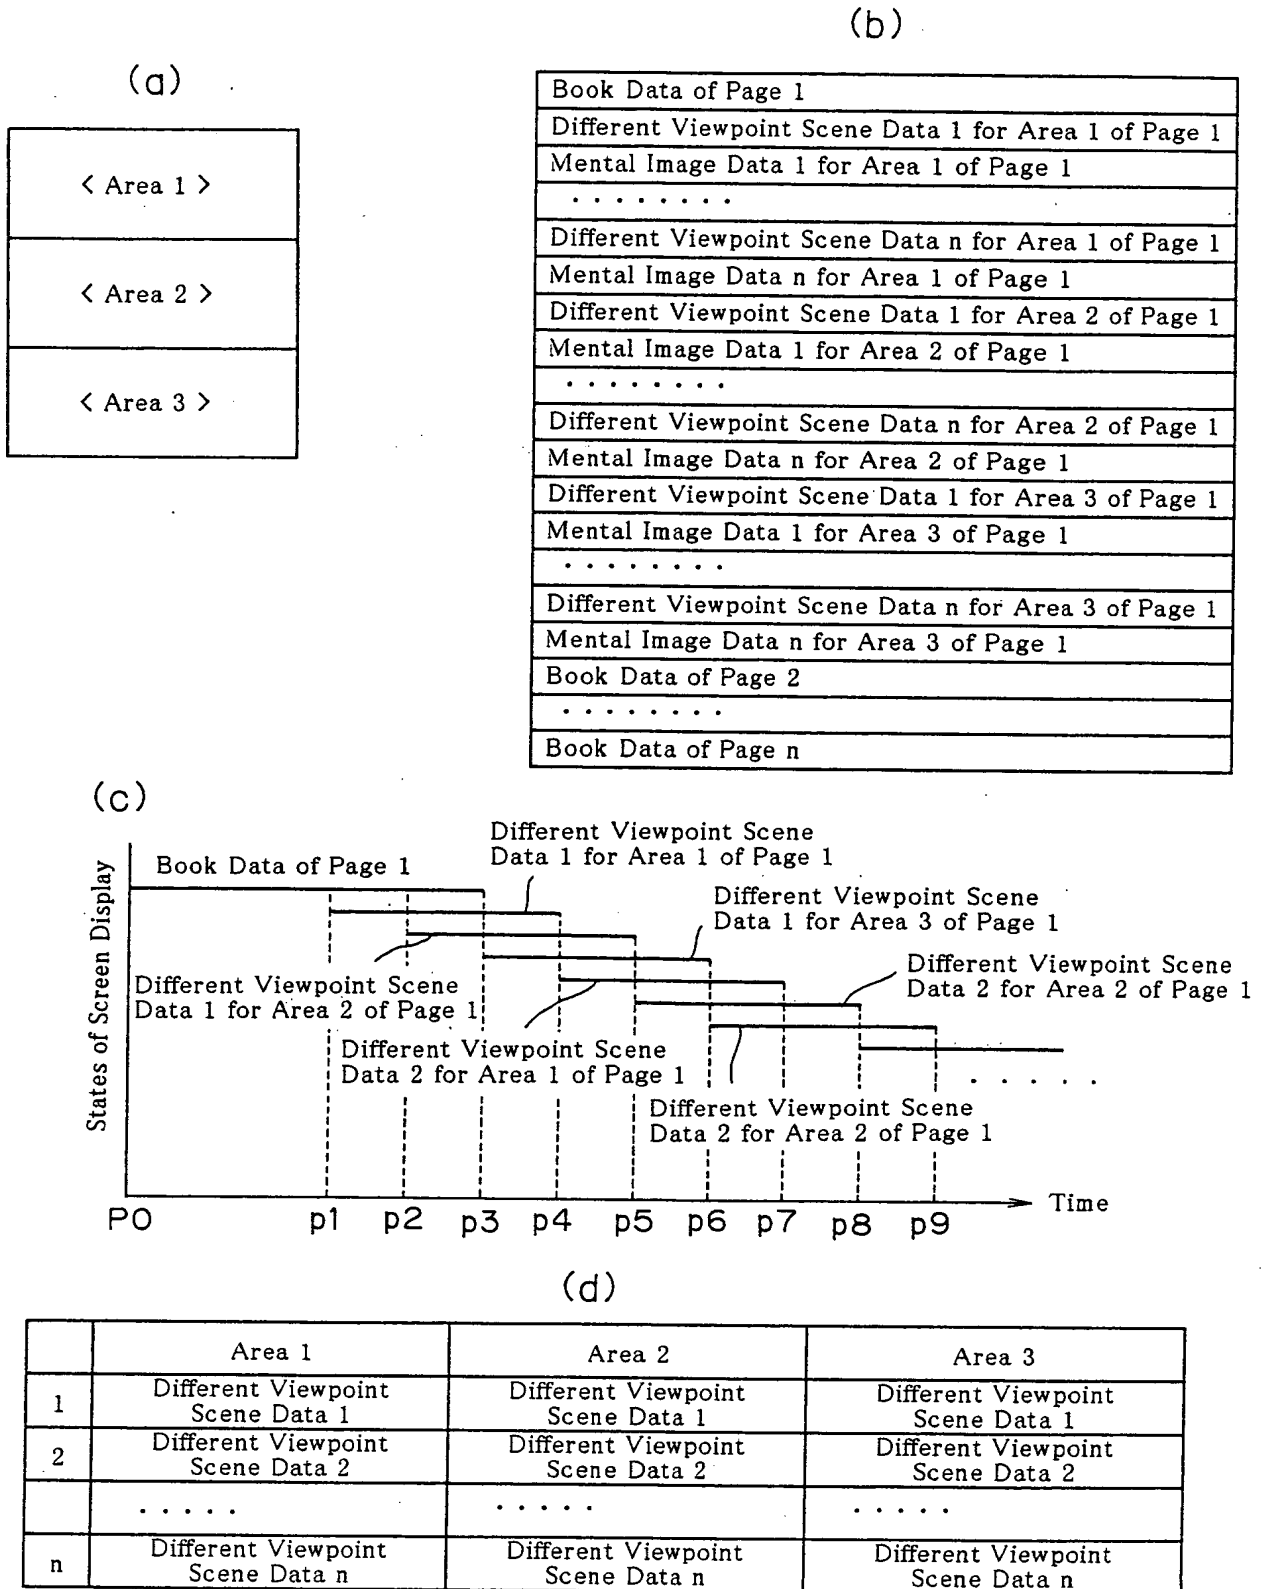 (a)
< Area 1 >
< Area 2 >
< Area 3 >
(b)
Book Data of Page 1
Different Viewpoint Scene Data 1 for Area 1 of Page 1
Mental Image Data 1 for Area 1 of Page 1
. . . . . . . .
Different Viewpoint Scene Data n for Area 1 of Page 1
Mental Image Data n for Area 1 of Page 1
Different Viewpoint Scene Data 1 for Area 2 of Page 1
Mental Image Data 1 for Area 2 of Page 1
. . . . . . . .
Different Viewpoint Scene Data n for Area 2 of Page 1
Mental Image Data n for Area 2 of Page 1
Different Viewpoint Scene Data 1 for Area 3 of Page 1
Mental Image Data 1 for Area 3 of Page 1
. . . . . . . .
Different Viewpoint Scene Data n for Area 3 of Page 1
Mental Image Data n for Area 3 of Page 1
Book Data of Page 2
. . . . . . . .
Book Data of Page n
(c)
States of Screen Display
Book Data of Page 1
Different Viewpoint Scene
Data 1 for Area 1 of Page 1
Different Viewpoint Scene
Data 1 for Area 3 of Page 1
Different Viewpoint Scene
Data 2 for Area 2 of Page 1
Different Viewpoint Scene
Data 1 for Area 2 of Page 1
Different Viewpoint Scene
Data 2 for Area 1 of Page 1
Different Viewpoint Scene
Data 2 for Area 2 of Page 1
. . . . .
PO p1 p2 p3 p4 p5 p6 p7 p8 p9 Time
(d)
Area 1 Area 2 Area 3
1 Different Viewpoint Different Viewpoint Different Viewpoint
Scene Data 1 Scene Data 1 Scene Data 1
2 Different Viewpoint Different Viewpoint Different Viewpoint
Scene Data 2 Scene Data 2 Scene Data 2
. . . . . . . . . . . . . . .
n Different Viewpoint Different Viewpoint Different Viewpoint
Scene Data n Scene Data n Scene Data n